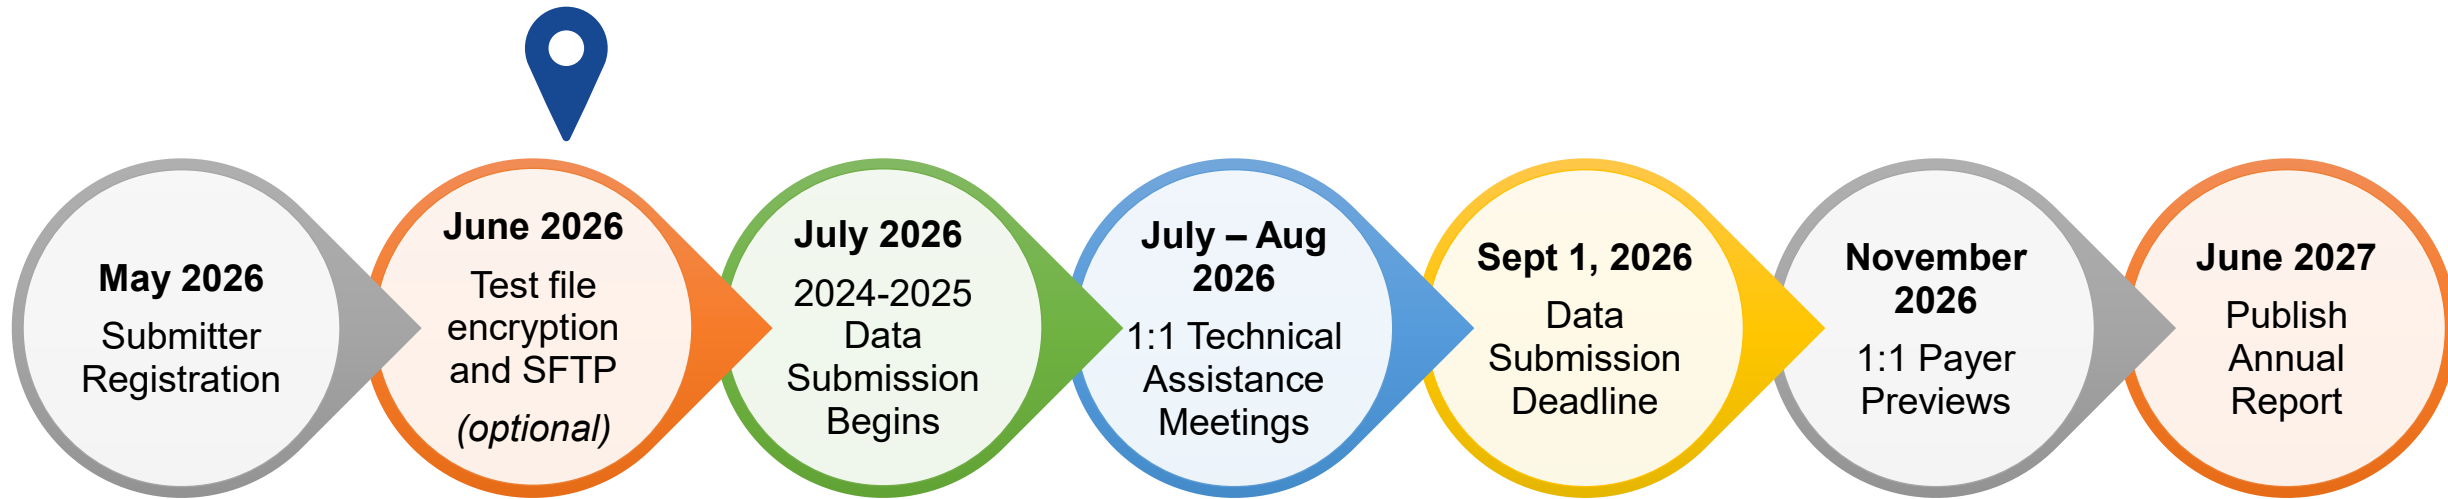 May 2026
Submitter
Registration
June 2026
Test file
encryption
and SFTP
(optional)
July 2026
2024-2025
Data
Submission
Begins
July – Aug
2026
1:1 Technical
Assistance
Meetings
Sept 1, 2026
Data
Submission
Deadline
November
2026
1:1 Payer
Previews
June 2027
Publish
Annual
Report